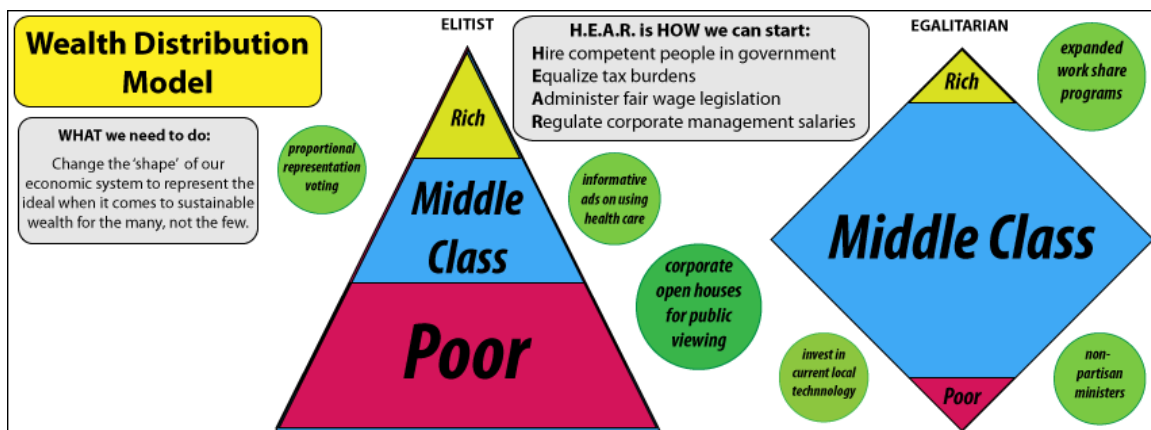 Wealth Distribution
Model
WHAT we need to do:
Change the 'shape' of our
economic system to represent the
ideal when it comes to sustainable
wealth for the many, not the few.
proportional
representation
voting
ELITIST
Rich
Middle
Class
Poor
H.E.A.R. is HOW we can start:
Hire competent people in government
Equalize tax burdens
Administer fair wage legislation
Regulate corporate management salaries
informative
ads on using
health care
corporate
open houses
for public
viewing
EGALITARIAN
Rich
Middle Class
Poor
expanded
work share
programs
invest in
current local
technnology
non-
partisan
ministers